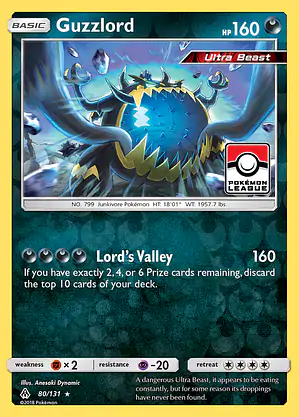 BASIC Guzzlord HP 160
Ultra Beast
POKÉMON
LEAGUE
NO. 799 Junkivore Pokémon HT: 18'01" WT: 1957.7 lbs.
Lord's Valley 160
If you have exactly 2, 4, or 6 Prize cards remaining, discard
the top 10 cards of your deck.
weakness × 2 resistance -20 retreat
Illus. Anesaki Dynamic
80/131
©2018 Pokémon
A dangerous Ultra Beast, it appears to be eating
constantly, but for some reason its droppings
have never been found.